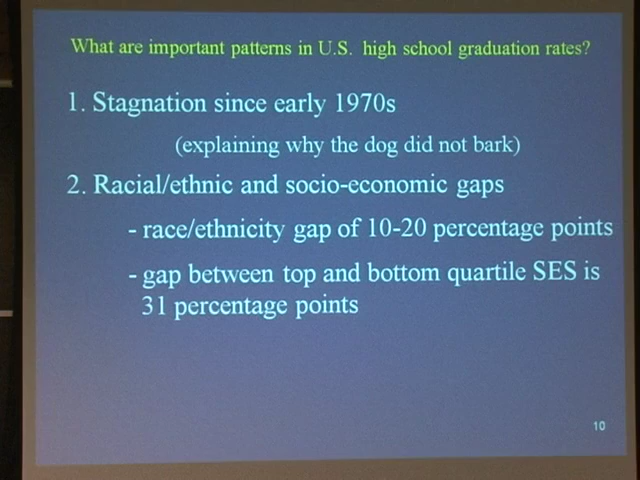 What are important patterns in U.S. high school graduation rates?
1. Stagnation since early 1970s
(explaining why the dog did not bark)
2. Racial/ethnic and socio-economic gaps
- race/ethnicity gap of 10-20 percentage points
- gap between top and bottom quartile SES is
31 percentage points
10